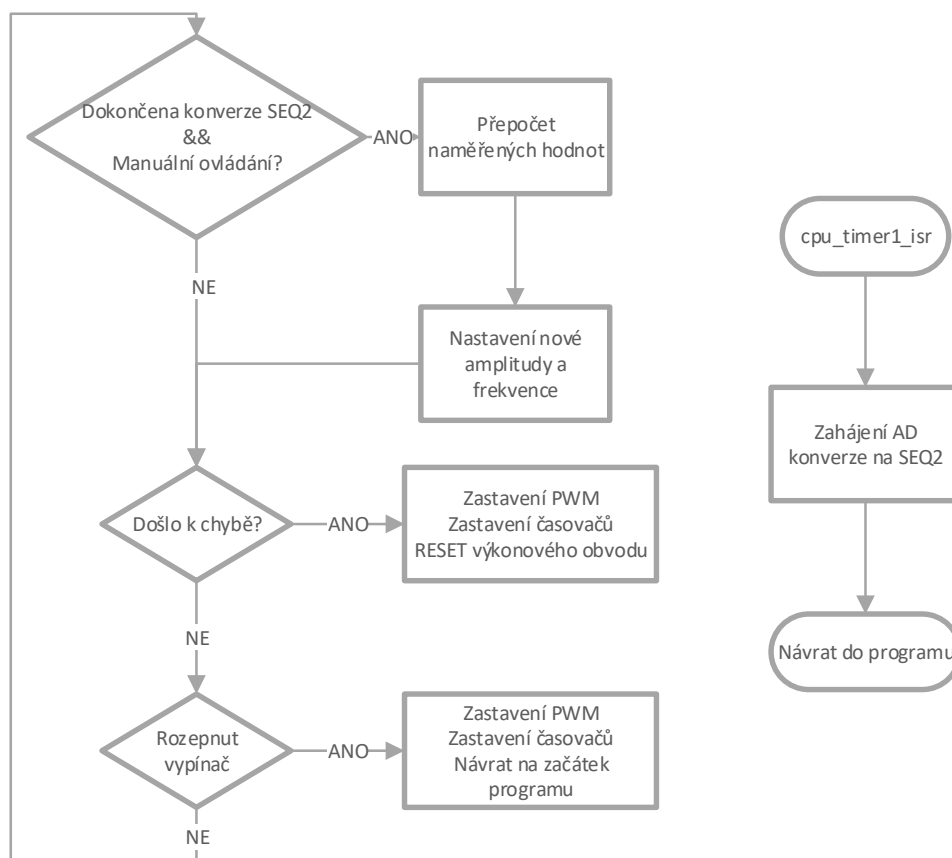 Dokončena konverze SEQ2
&&
Manuální ovládání?
ANO
Přepočet
naměřených hodnot
NE
Nastavení nové
amplitudy a
frekvence
Došlo k chybě?
ANO
Zastavení PWM
Zastavení časovačů
RESET výkonového obvodu
NE
Rozepnut
vypínač
ANO
Zastavení PWM
Zastavení časovačů
Návrat na začátek
programu
NE
cpu_timer1_isr
Zahájení AD
konverze na SEQ2
Návrat do programu